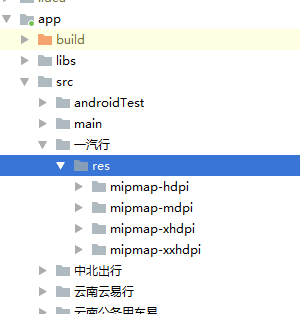 app
build
libs
src
androidTest
main
一汽行
res
mipmap-hdpi
mipmap-mdpi
mipmap-xhdpi
mipmap-xxhdpi
中北出行
云南云易行